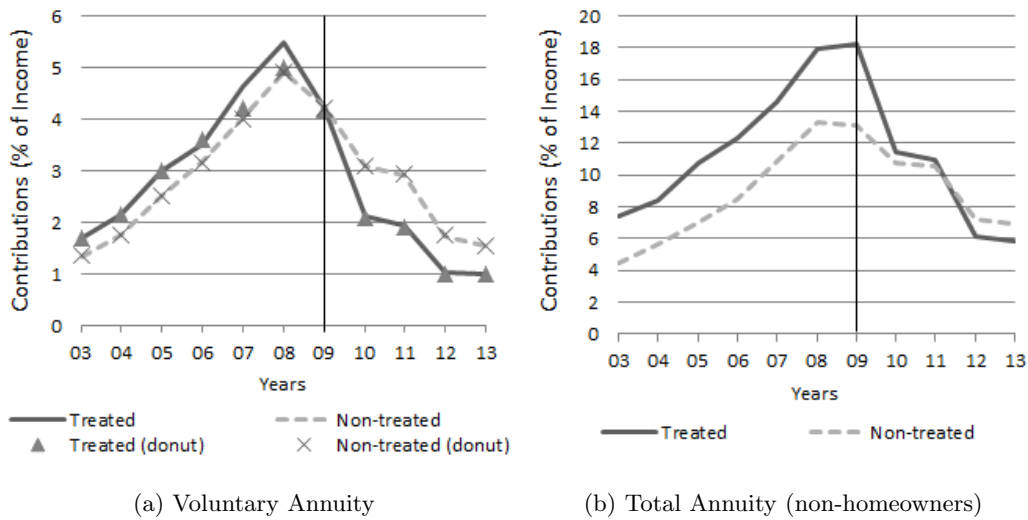 Contributions (% of Income)
6
5
4
3
2
1
0
03 04 05 06 07 08 09 10 11 12 13
Years
Treated
Non-treated
Treated (donut)
Non-treated (donut)
(a) Voluntary Annuity
Contributions (% of Income)
20
18
16
14
12
10
8
6
4
2
0
03 04 05 06 07 08 09 10 11 12 13
Years
Treated
Non-treated
(b) Total Annuity (non-homeowners)